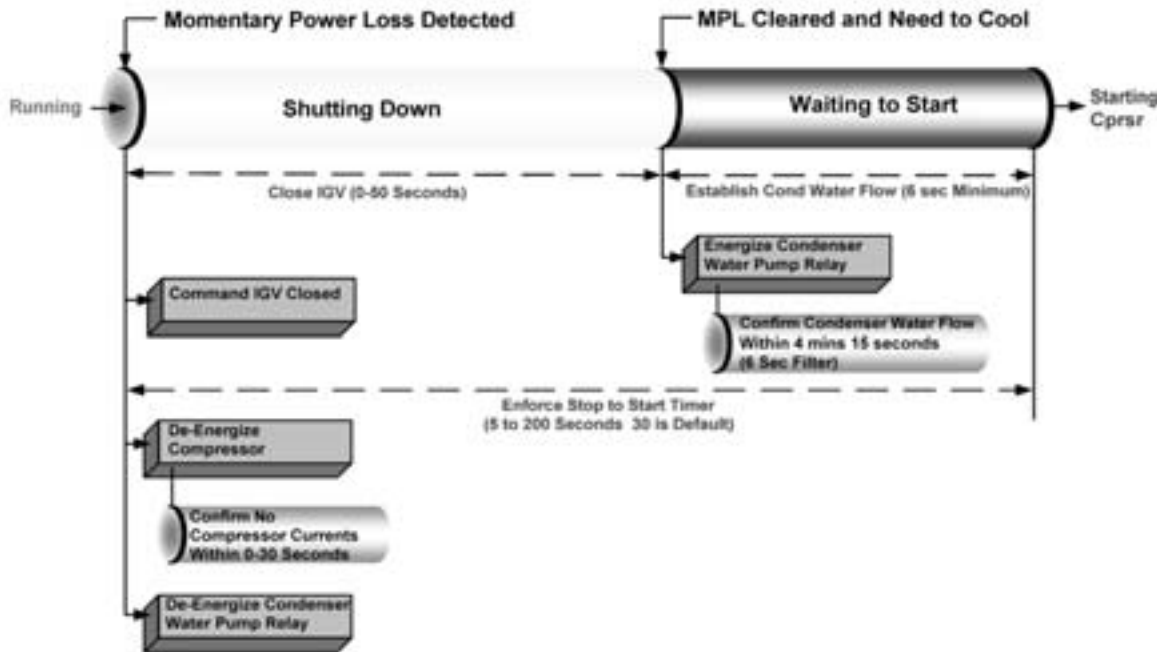 Momentary Power Loss Detected
MPL Cleared and Need to Cool
Running
Shutting Down
Waiting to Start
Starting
Cprsr
Close IGV (0-50 Seconds)
Establish Cond Water Flow (6 sec Minimum)
Energize Condenser
Water Pump Relay
Command IGV Closed
Confirm Condenser Water Flow
Within 4 mins 15 seconds
(6 Sec Filter)
Enforce Stop to Start Timer
(5 to 200 Seconds 30 is Default)
De-Energize
Compressor
Confirm No
Compressor Currents
Within 0-30 Seconds
De-Energize Condenser
Water Pump Relay